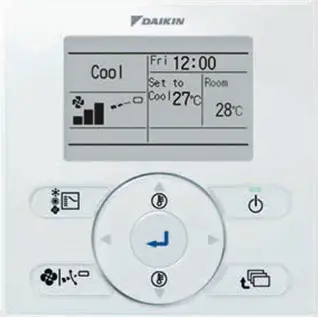 DAIKIN
Cool
Fri 12:00
Set to
Cool 27°C
Room
28°C